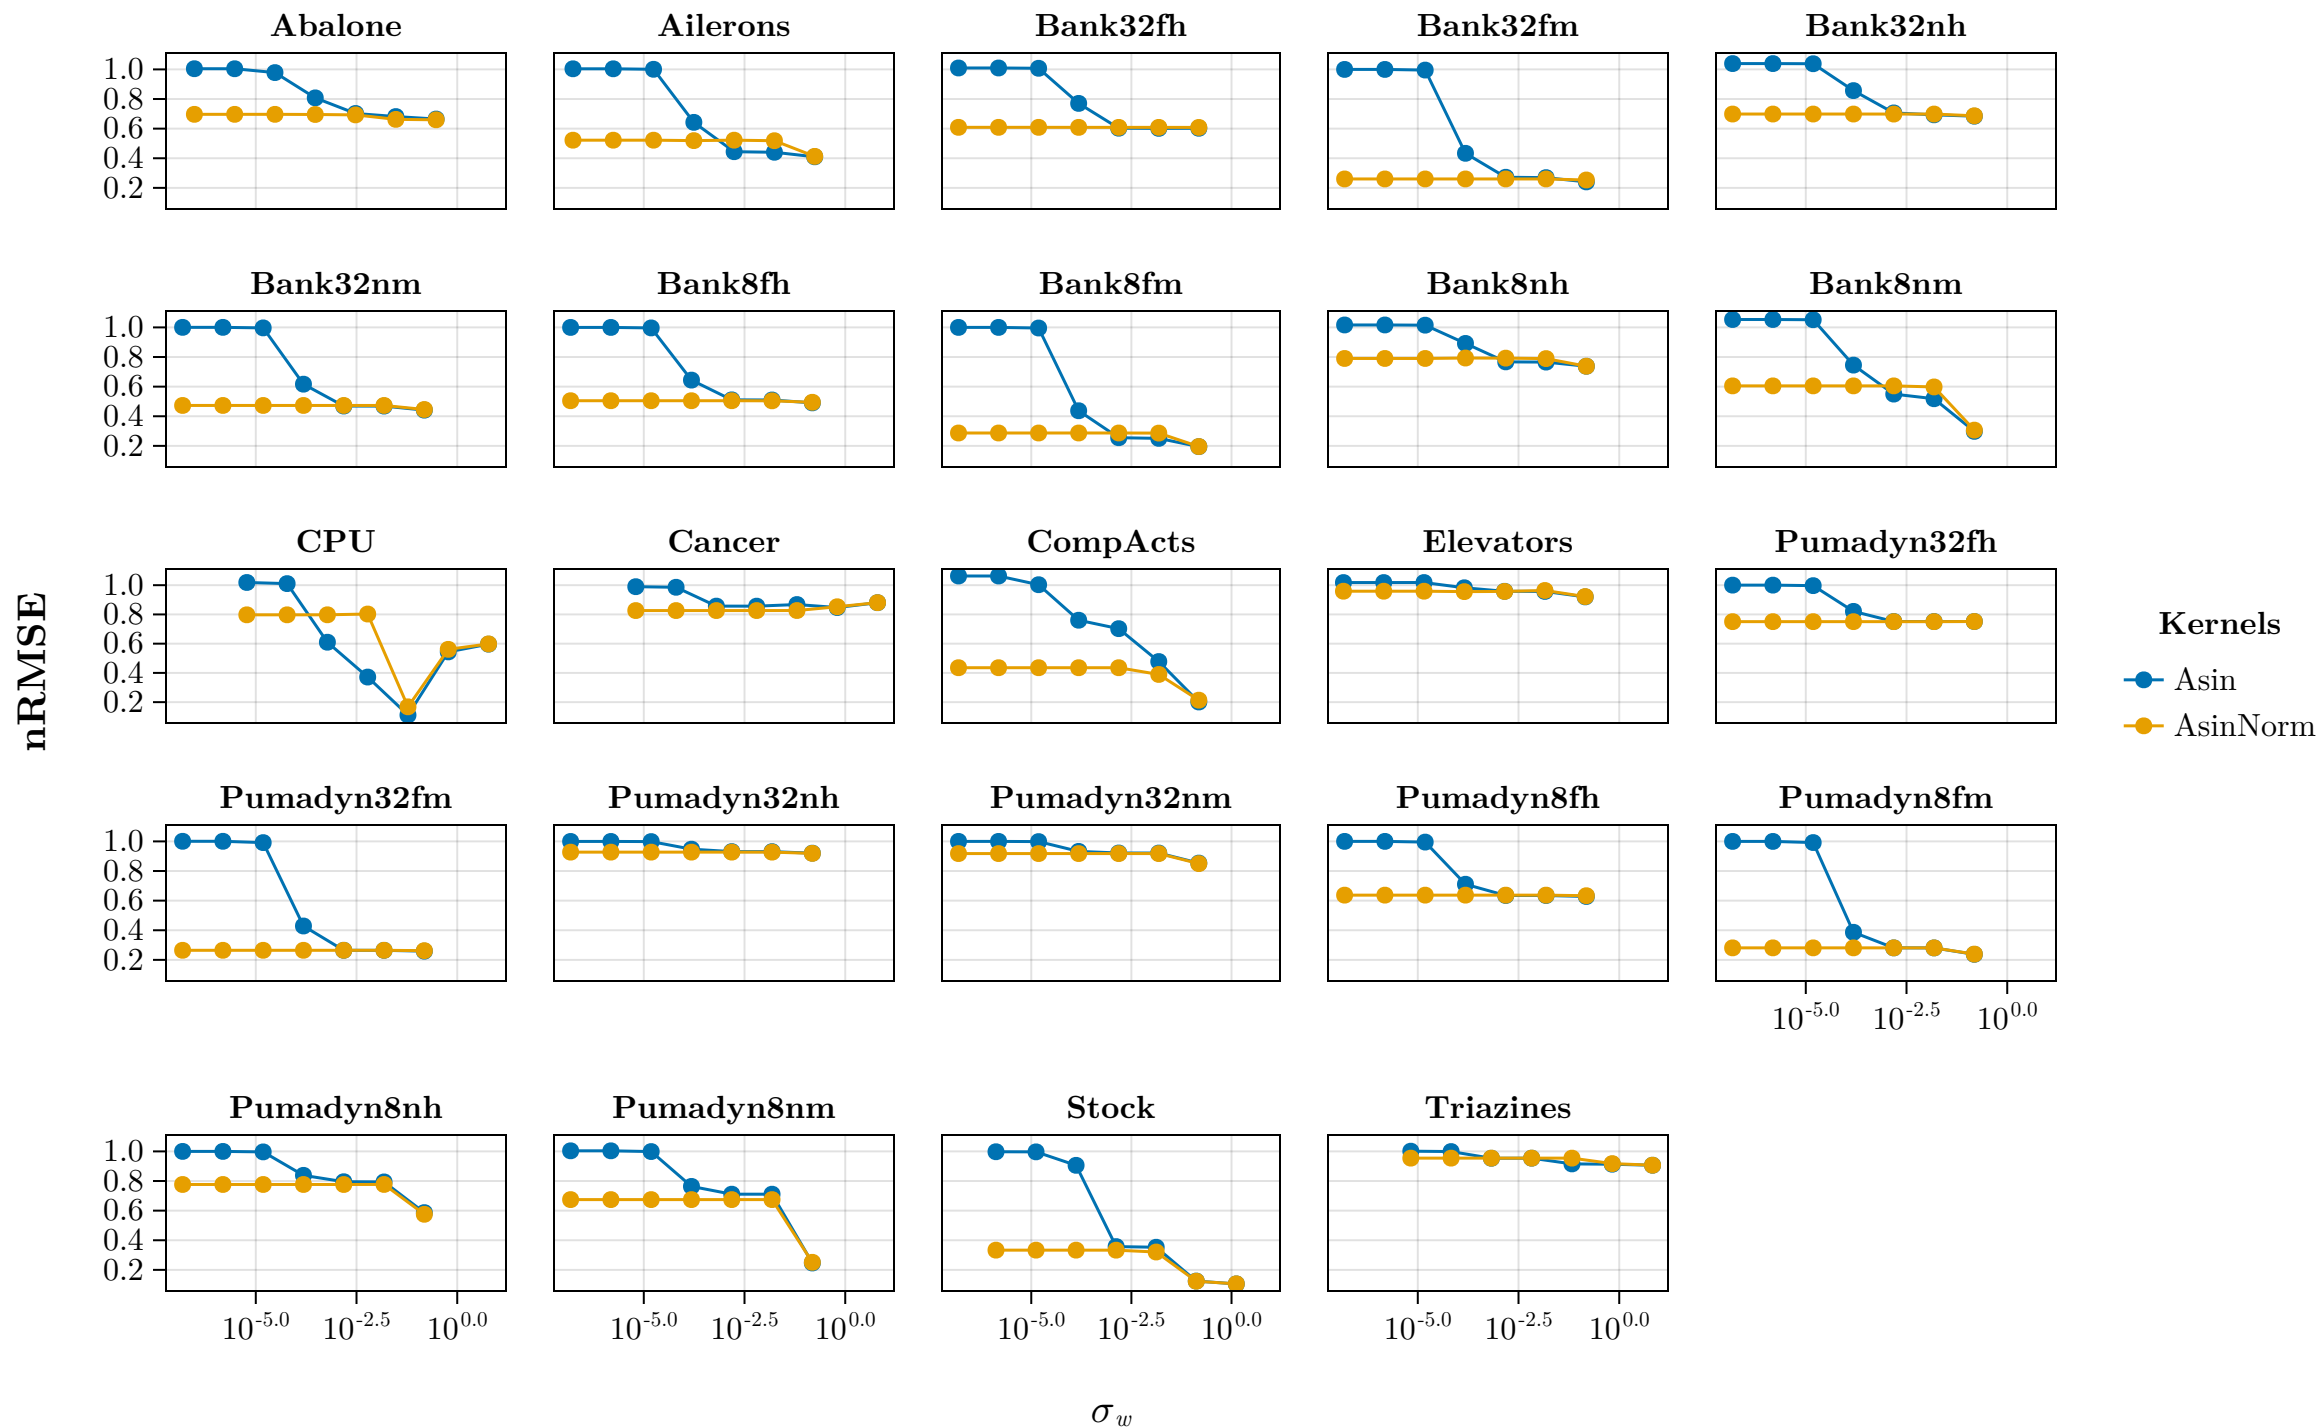 Abalone
Ailerons
Bank32fh
Bank32fm
Bank32nh
1.0
0.8
0.6
0.4
0.2
Bank32nm
Bank8fh
Bank8fm
Bank8nh
Bank8nm
1.0
0.8
0.6
0.4
0.2
CPU
Cancer
CompActs
Elevators
Pumadyn32fh
1.0
0.8
0.6
0.4
0.2
nRMSE
Kernels
Asin
AsinNorm
Pumadyn32fm
Pumadyn32nh
Pumadyn32nm
Pumadyn8fh
Pumadyn8fm
1.0
0.8
0.6
0.4
0.2
10^-5.0 10^-2.5 10^0.0
Pumadyn8nh
Pumadyn8nm
Stock
Triazines
1.0
0.8
0.6
0.4
0.2
10^-5.0 10^-2.5 10^0.0
10^-5.0 10^-2.5 10^0.0
10^-5.0 10^-2.5 10^0.0
10^-5.0 10^-2.5 10^0.0
σ_w